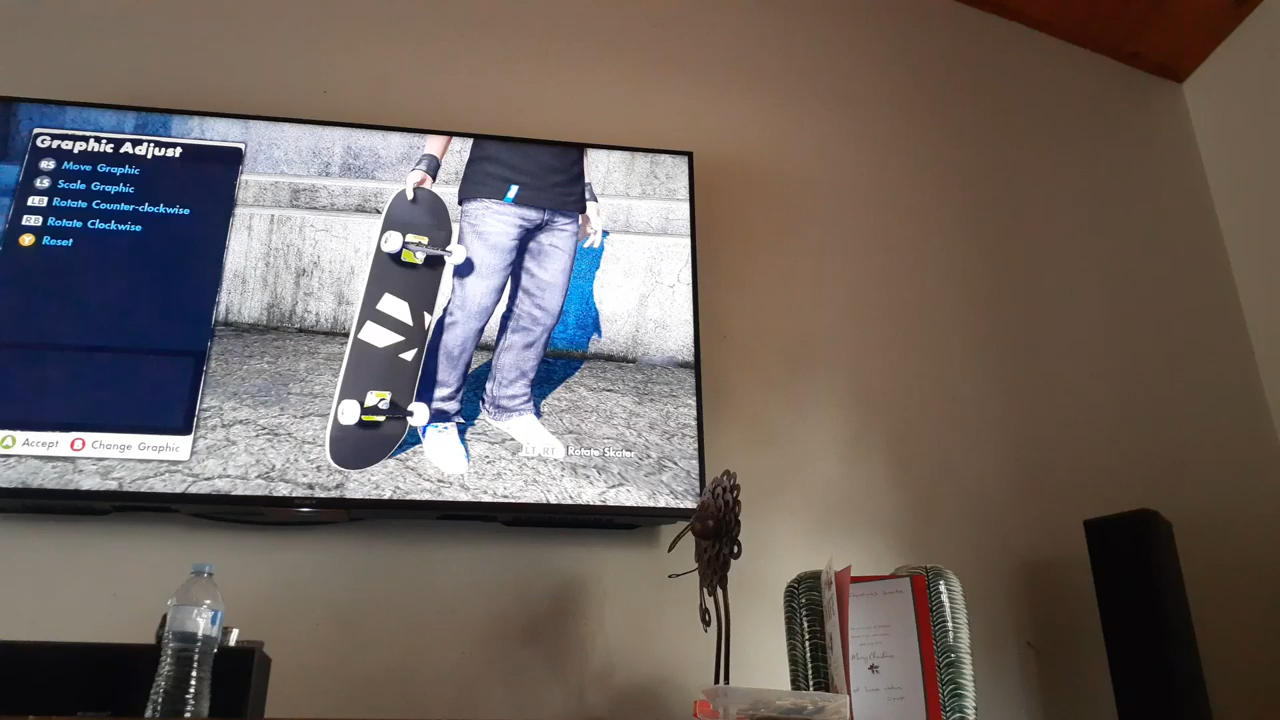 Graphic Adjust
RS Move Graphic
LS Scale Graphic
LB Rotate Counter-clockwise
RB Rotate Clockwise
Y Reset
A Accept B Change Graphic
LT RT Rotate Skater
SONY
Merry Christmas